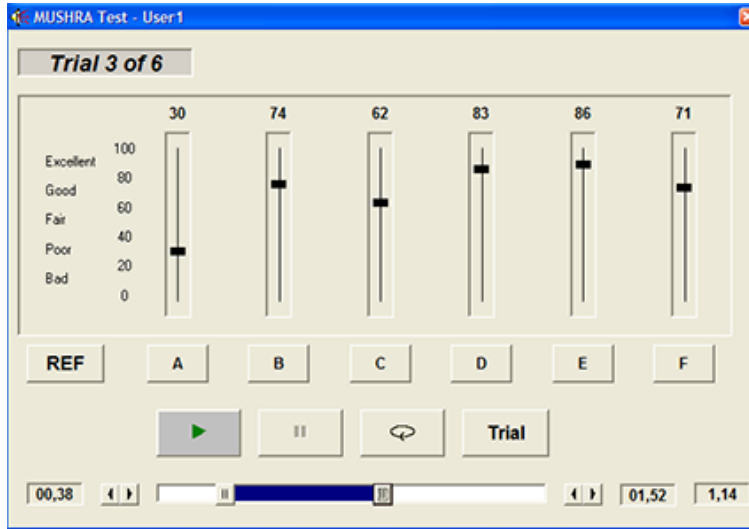 MUSHRA Test - User1
Trial 3 of 6
30 74 62 83 86 71
100
Excellent
80
Good
60
Fair
40
Poor
20
Bad
0
REF A B C D E F
Trial
00,38 01,52 1,14